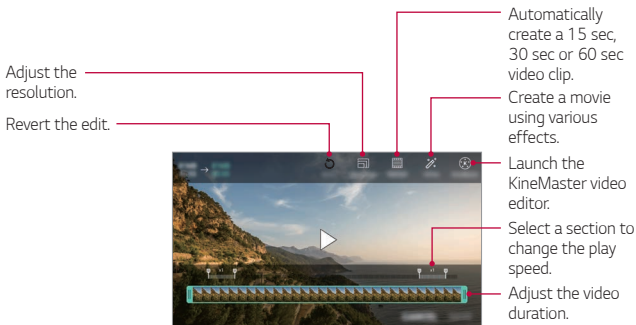 Automatically
create a 15 sec,
30 sec or 60 sec
video clip.
Adjust the
resolution.
Create a movie
using various
effects.
Revert the edit.
Launch the
KineMaster video
editor.
Select a section to
change the play
speed.
x1
x1
Adjust the video
duration.